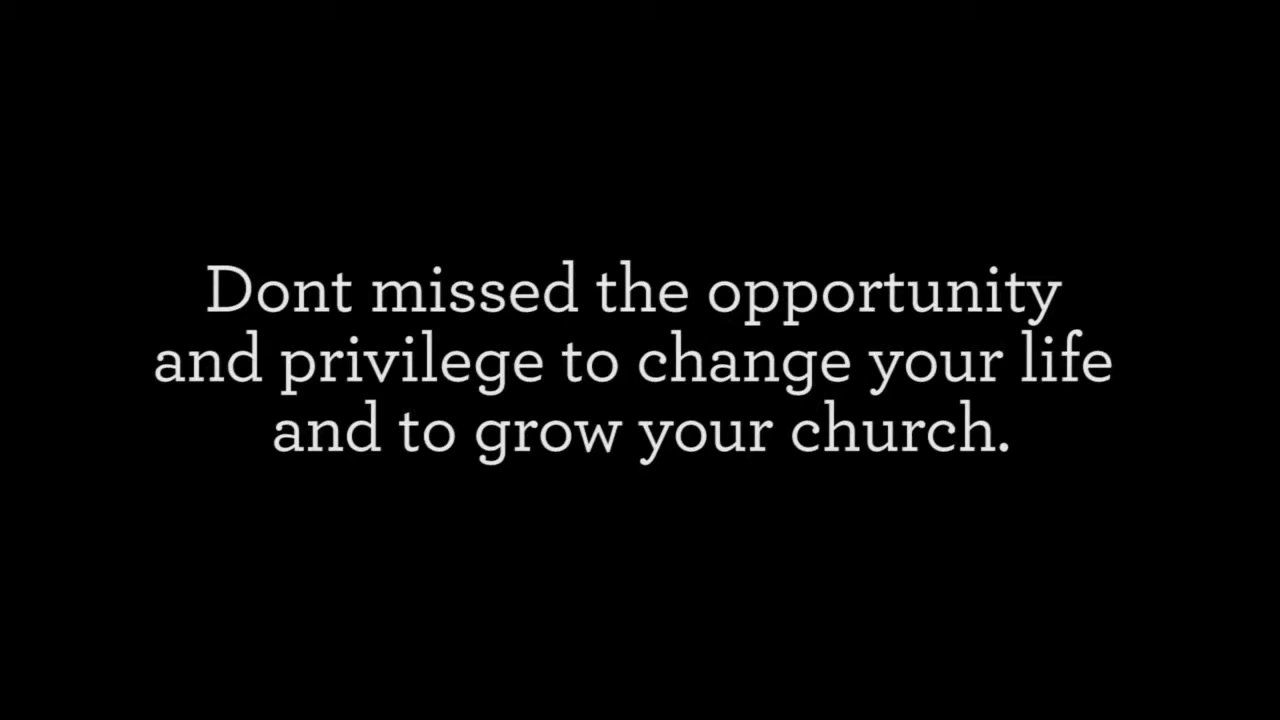 Dont missed the opportunity
and privilege to change your life
and to grow your church.